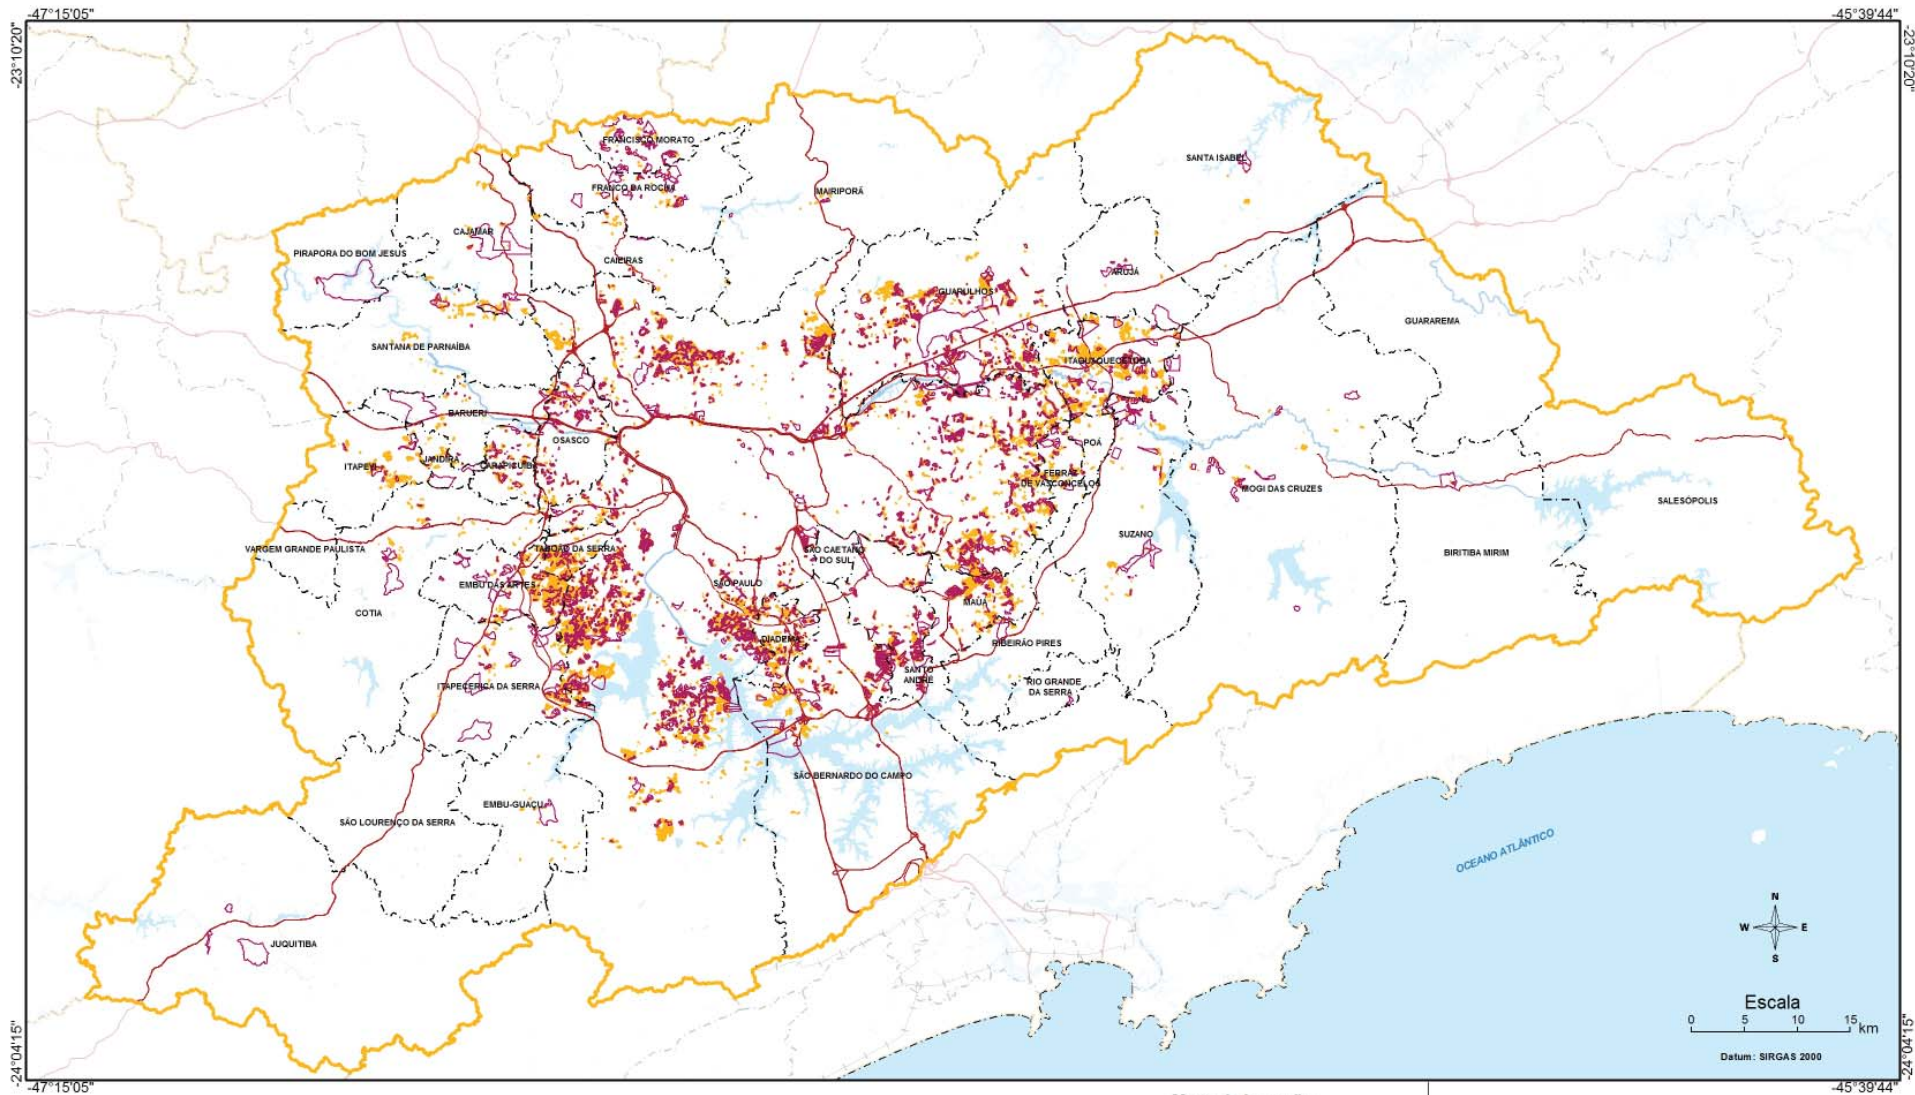 -47°15'05"
-45°39'44"
-23°10'20"
-23°10'20"
FRANCISCO MORATO
SANTA ISABEL
FRANCO DA ROCHA
MAIRIPORÃ
CAJAMAR
PIRAPORA DO BOM JESUS
CAIEIRAS
ARUJÁ
GUARULHOS
GUARAREMA
SANTANA DE PARNAÍBA
ITAQUAQUECETUBA
BARUERI
OSASCO
POÁ
JANDIRA
ITAPEVI
CARAPICUIBA
FERRAZ
DE VASCONCELOS
MOGI DAS CRUZES
SALESÓPOLIS
SUZANO
VARGEM GRANDE PAULISTA
TABOÃO DA SERRA
SÃO CAETANO
DO SUL
BIRITIBA MIRIM
EMBU DAS ARTES
SÃO PAULO
MAUÁ
COTIA
DIADEMA
RIBEIRÃO PIRES
SANTO
ANDRÉ
ITAPECERICA DA SERRA
RIO GRANDE
DA SERRA
SÃO BERNARDO DO CAMPO
EMBU-GUAÇU
SÃO LOURENÇO DA SERRA
OCEANO ATLÂNTICO
JUQUITIBA
N
W E
S
Escala
0 5 10 15 km
Datum: SIRGAS 2000
-24°04'15"
-24°04'15"
-47°15'05"
-45°39'44"